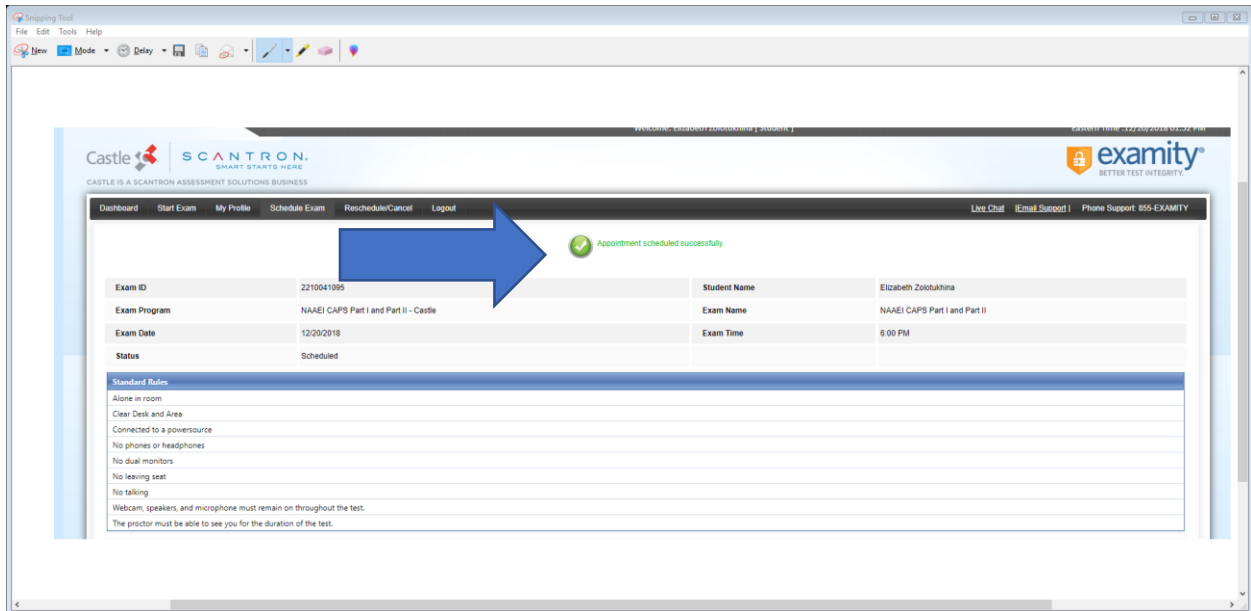 Snipping Tool
File Edit Tools Help
New Mode Delay
Welcome, Elizabeth Zolotukhina [ Student ]
Eastern Time :12/20/2018 01:52 PM
Castle SCANTRON.
SMART STARTS HERE
CASTLE IS A SCANTRON ASSESSMENT SOLUTIONS BUSINESS
examity®
BETTER TEST INTEGRITY.
Dashboard Start Exam My Profile Schedule Exam Reschedule/Cancel Logout Live Chat |Email Support | Phone Support: 855-EXAMITY
Appointment scheduled successfully
Exam ID 2210041095 Student Name Elizabeth Zolotukhina
Exam Program NAAEI CAPS Part I and Part II - Castle Exam Name NAAEI CAPS Part I and Part II
Exam Date 12/20/2018 Exam Time 6:00 PM
Status Scheduled
Standard Rules
Alone in room
Clear Desk and Area
Connected to a powersource
No phones or headphones
No dual monitors
No leaving seat
No talking
Webcam, speakers, and microphone must remain on throughout the test.
The proctor must be able to see you for the duration of the test.